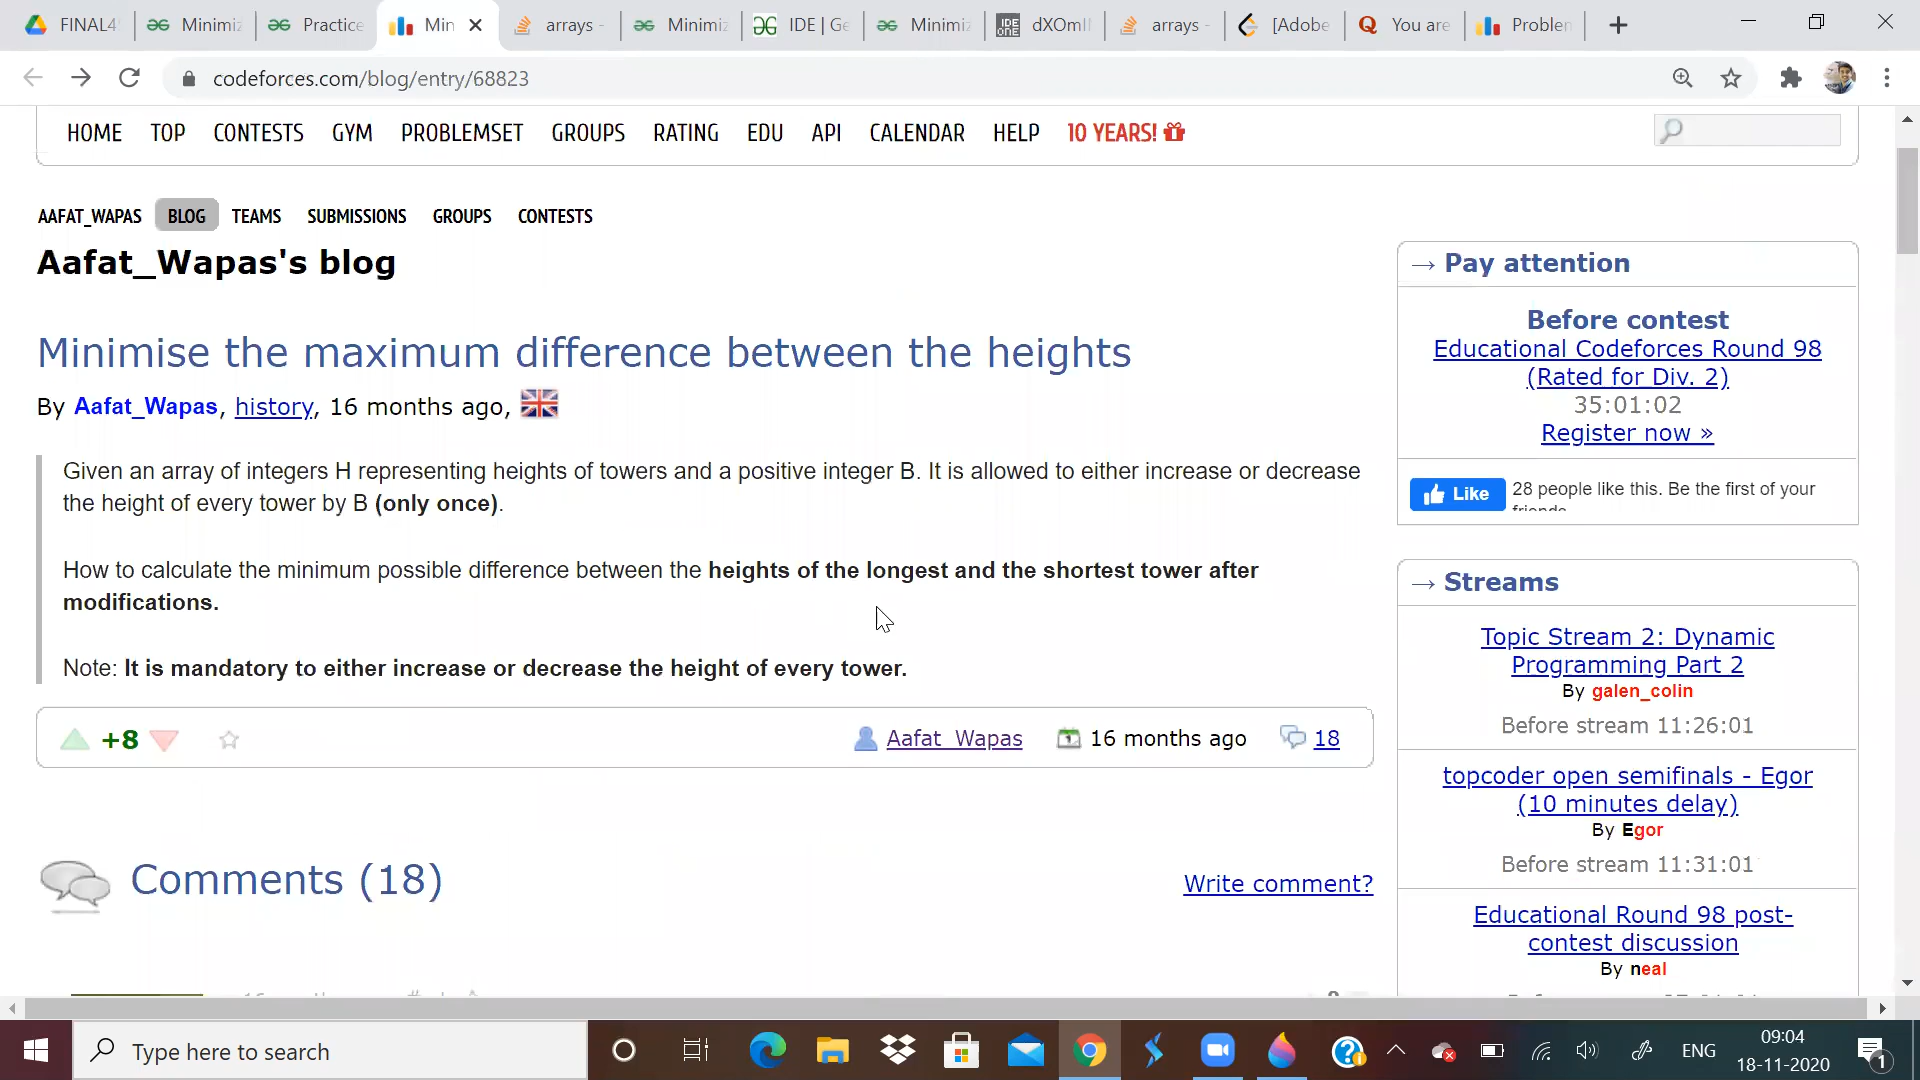 FINAL4
Minimiz
Practice
Min
arrays -
Minimiz
IDE | Ge
Minimiz
dXOmI
arrays -
[Adobe
You are
Problem
codeforces.com/blog/entry/68823
HOME TOP CONTESTS GYM PROBLEMSET GROUPS RATING EDU API CALENDAR HELP 10 YEARS!
AAFAT_WAPAS BLOG TEAMS SUBMISSIONS GROUPS CONTESTS
Aafat_Wapas's blog
Minimise the maximum difference between the heights
By Aafat_Wapas, history, 16 months ago,
Given an array of integers H representing heights of towers and a positive integer B. It is allowed to either increase or decrease
the height of every tower by B (only once).
How to calculate the minimum possible difference between the heights of the longest and the shortest tower after
modifications.
Note: It is mandatory to either increase or decrease the height of every tower.
+8
Aafat_Wapas
16 months ago
18
Comments (18)
Write comment?
→ Pay attention
Before contest
Educational Codeforces Round 98
(Rated for Div. 2)
35:01:02
Register now »
Like
28 people like this. Be the first of your
friends.
→ Streams
Topic Stream 2: Dynamic
Programming Part 2
By galen_colin
Before stream 11:26:01
topcoder open semifinals - Egor
(10 minutes delay)
By Egor
Before stream 11:31:01
Educational Round 98 post-
contest discussion
By neal
Type here to search
ENG
09:04
18-11-2020
1